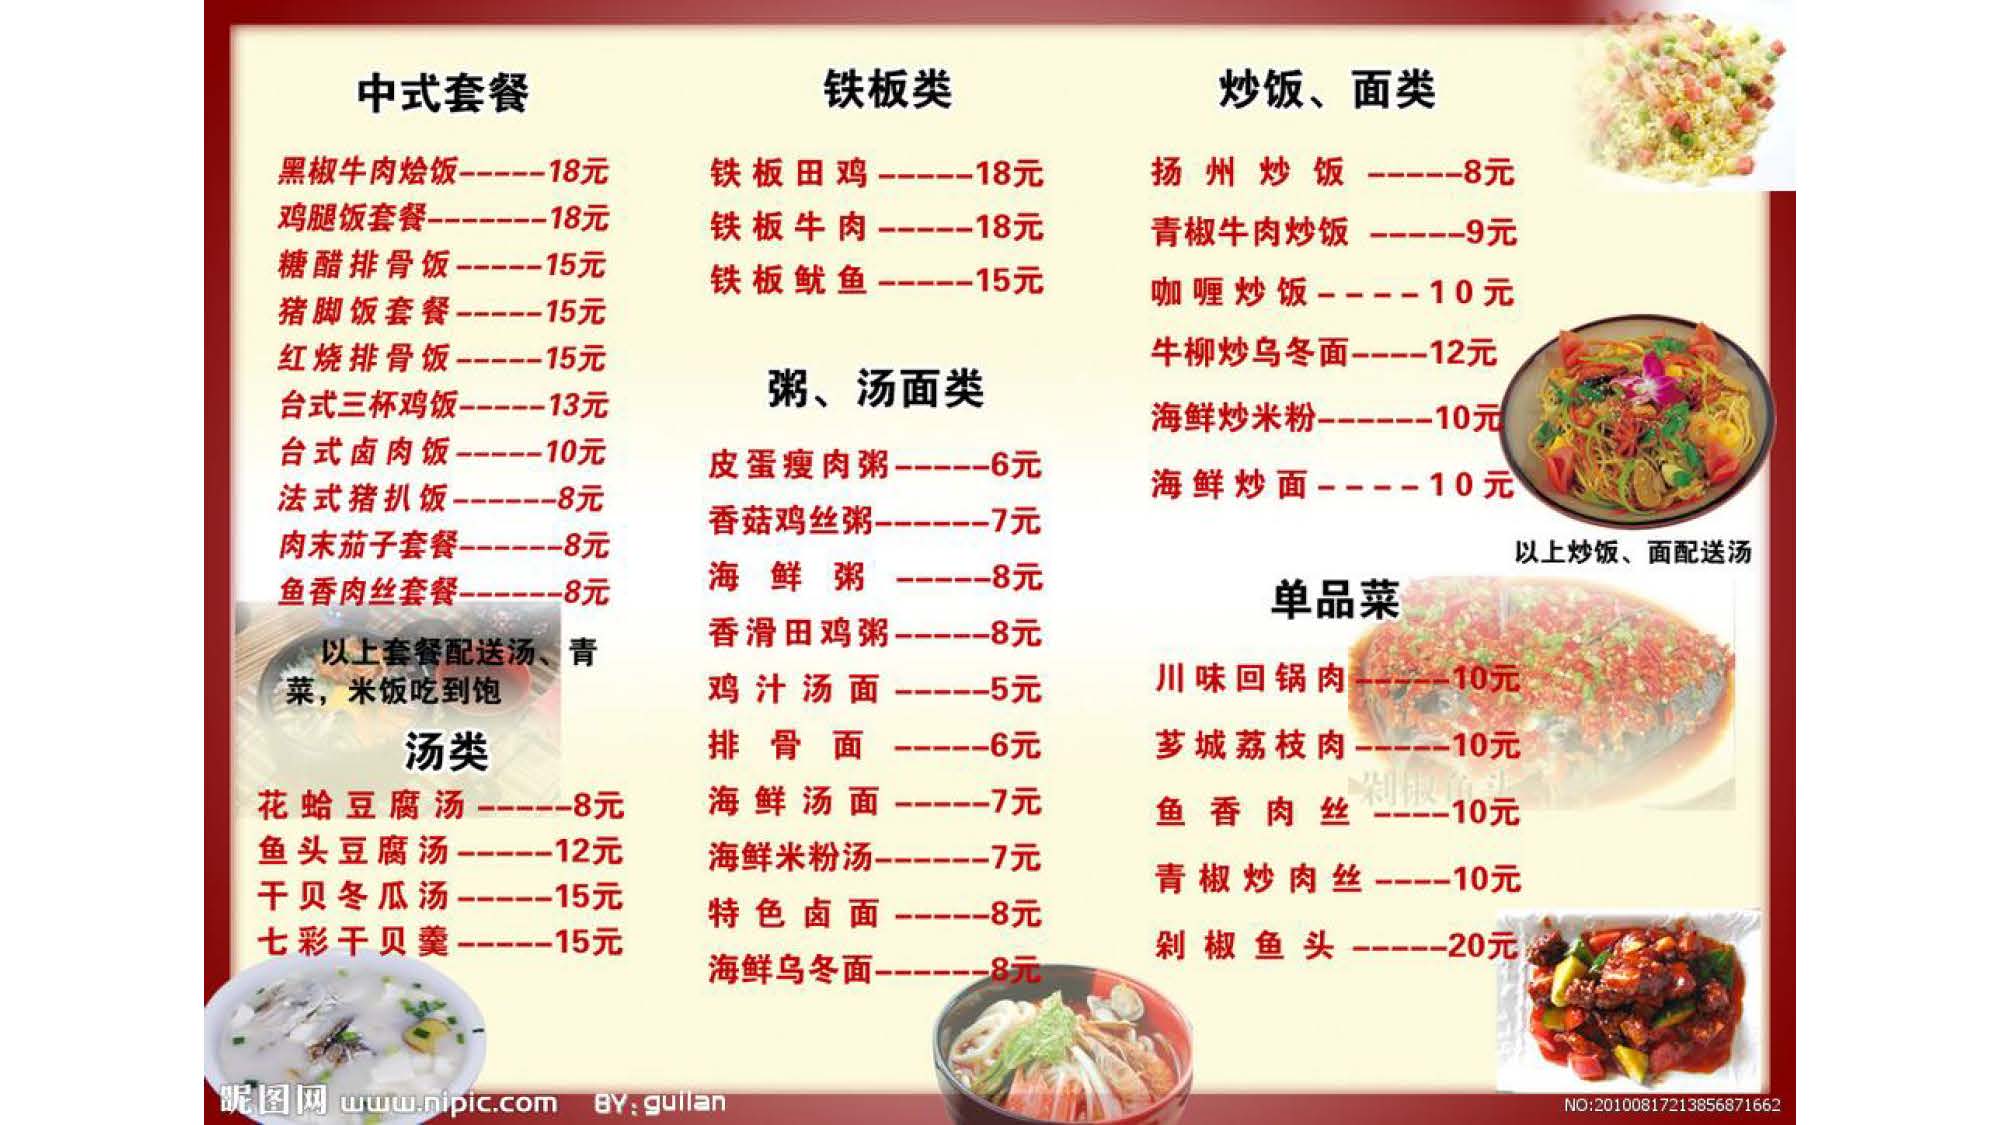 中式套餐
黑椒牛肉烩饭-----18元
鸡腿饭套餐-------18元
糖醋排骨饭-----15元
猪脚饭套餐-----15元
红烧排骨饭-----15元
台式三杯鸡饭-----13元
台式卤肉饭-----10元
法式猪扒饭------8元
肉末茄子套餐------8元
鱼香肉丝套餐------8元
以上套餐配送汤、青
菜，米饭吃到饱
汤类
花蛤豆腐汤-----8元
鱼头豆腐汤-----12元
干贝冬瓜汤-----15元
七彩干贝羹-----15元
铁板类
铁板田鸡-----18元
铁板牛肉-----18元
铁板鱿鱼-----15元
粥、汤面类
皮蛋瘦肉粥-----6元
香菇鸡丝粥------7元
海鲜粥-----8元
香滑田鸡粥-----8元
鸡汁汤面-----5元
排骨面-----6元
海鲜汤面-----7元
海鲜米粉汤------7元
特色卤面-----8元
海鲜乌冬面------8元
炒饭、面类
扬州炒饭-----8元
青椒牛肉炒饭-----9元
咖喱炒饭----10元
牛柳炒乌冬面----12元
海鲜炒米粉------10元
海鲜炒面----10元
以上炒饭、面配送汤
单品菜
川味回锅肉-----10元
芗城荔枝肉-----10元
鱼香肉丝----10元
青椒炒肉丝----10元
剁椒鱼头-----20元
剁椒鱼头
昵图网 www.nipic.com BY:guilan
NO:20100817213856871662